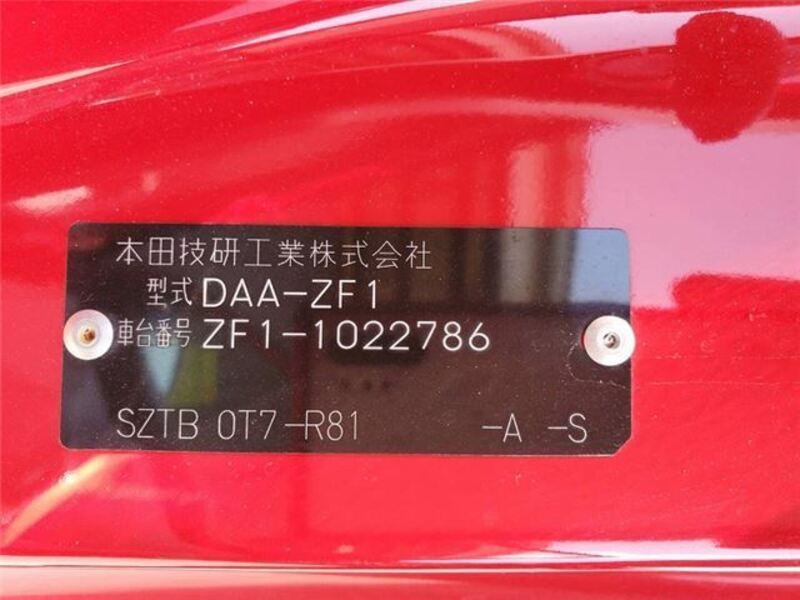 本田技研工業株式会社
型式 DAA-ZF1
車台番号 ZF1-1022786
SZTB 0T7-R81 -A -S